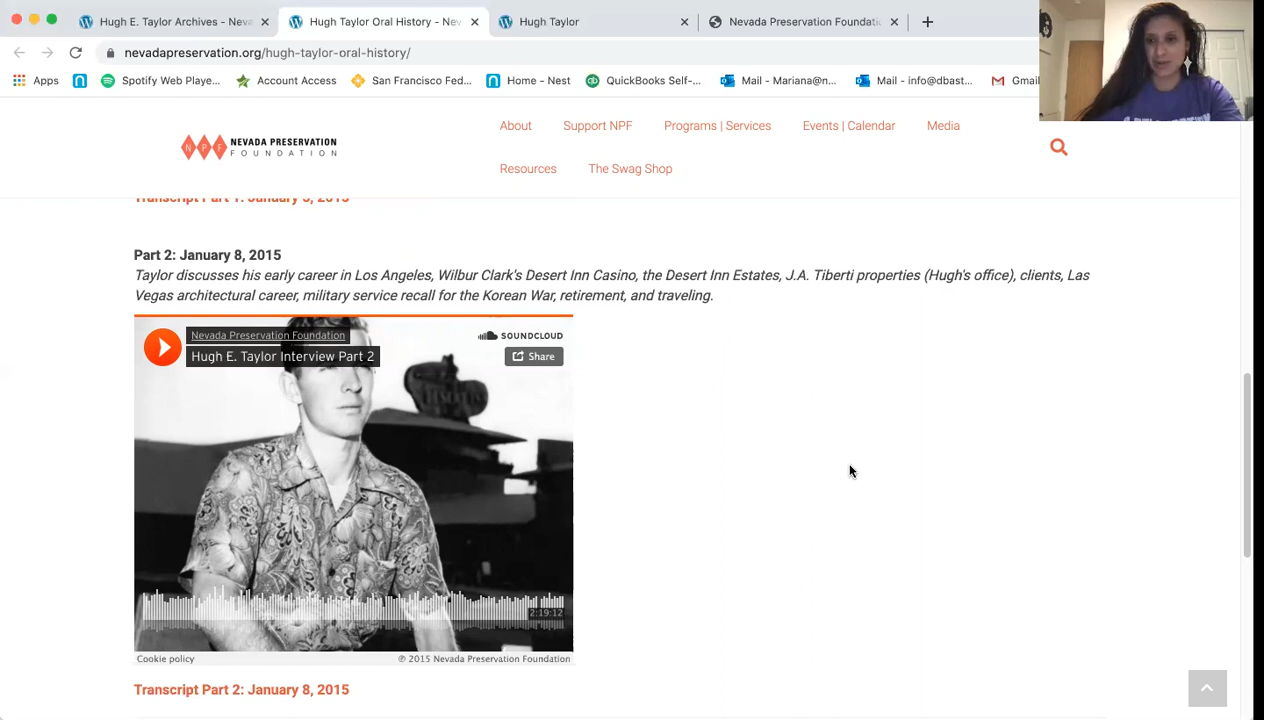 Hugh E. Taylor Archives - Neva
Hugh Taylor Oral History - Nev
Hugh Taylor
Nevada Preservation Foundatio
nevadapreservation.org/hugh-taylor-oral-history/
Apps
Spotify Web Playe...
Account Access
San Francisco Fed...
Home - Nest
QuickBooks Self-...
Mail - Mariana@n...
Mail - info@dbast...
Gmail
NPF
NEVADA PRESERVATION
FOUNDATION
About
Support NPF
Programs | Services
Events | Calendar
Media
Resources
The Swag Shop
Transcript Part 1: January 5, 2015
Part 2: January 8, 2015
Taylor discusses his early career in Los Angeles, Wilbur Clark's Desert Inn Casino, the Desert Inn Estates, J.A. Tiberti properties (Hugh's office), clients, Las
Vegas architectural career, military service recall for the Korean War, retirement, and traveling.
Nevada Preservation Foundation
SOUNDCLOUD
Hugh E. Taylor Interview Part 2
Share
2:19:12
Cookie policy
℗ 2015 Nevada Preservation Foundation
Transcript Part 2: January 8, 2015